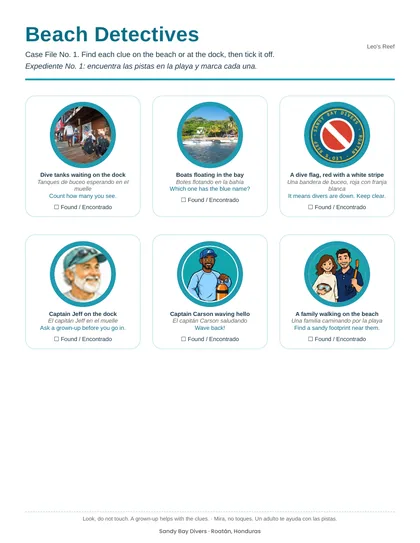 Beach Detectives
Case File No. 1. Find each clue on the beach or at the dock, then tick it off.
Expediente No. 1: encuentra las pistas en la playa y marca cada una.
Leo's Reef
Dive tanks waiting on the dock
Tanques de buceo esperando en el
muelle
Count how many you see.
☐ Found / Encontrado
Boats floating in the bay
Botes flotando en la bahía
Which one has the blue name?
☐ Found / Encontrado
A dive flag, red with a white stripe
Una bandera de buceo, roja con franja
blanca
It means divers are down. Keep clear.
☐ Found / Encontrado
Captain Jeff on the dock
El capitán Jeff en el muelle
Ask a grown-up before you go in.
☐ Found / Encontrado
Captain Carson waving hello
El capitán Carson saludando
Wave back!
☐ Found / Encontrado
A family walking on the beach
Una familia caminando por la playa
Find a sandy footprint near them.
☐ Found / Encontrado
Look, do not touch. A grown-up helps with the clues. · Mira, no toques. Un adulto te ayuda con las pistas.
Sandy Bay Divers · Roatán, Honduras